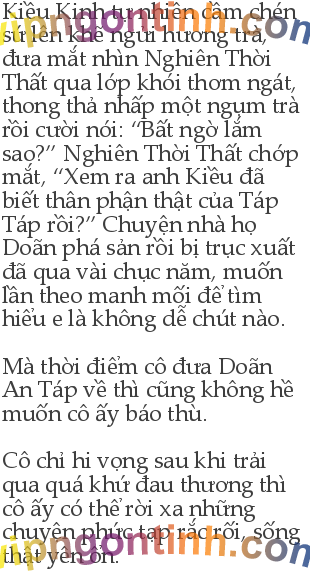 Kiều Kinh tự nhiên cầm chén
sứ lên khẽ ngửi hương trà,
đưa mắt nhìn Nghiên Thời
Thất qua lớp khói thơm ngát,
thong thả nhấp một ngụm trà
rồi cười nói: “Bất ngờ lắm
sao?” Nghiên Thời Thất chớp
mắt, “Xem ra anh Kiều đã
biết thân phận thật của Táp
Táp rồi?” Chuyện nhà họ
Doãn phá sản rồi bị trục xuất
đã qua vài chục năm, muốn
lần theo manh mối để tìm
hiểu e là không dễ chút nào.

Mà thời điểm cô đưa Doãn
An Táp về thì cũng không hề
muốn cô ấy báo thù.

Cô chỉ hi vọng sau khi trải
qua quá khứ đau thương thì
cô ấy có thể rời xa những
chuyện phức tạp rắc rối, sống
thật yên ổn.
vipngontinh.com
vipngontinh.com